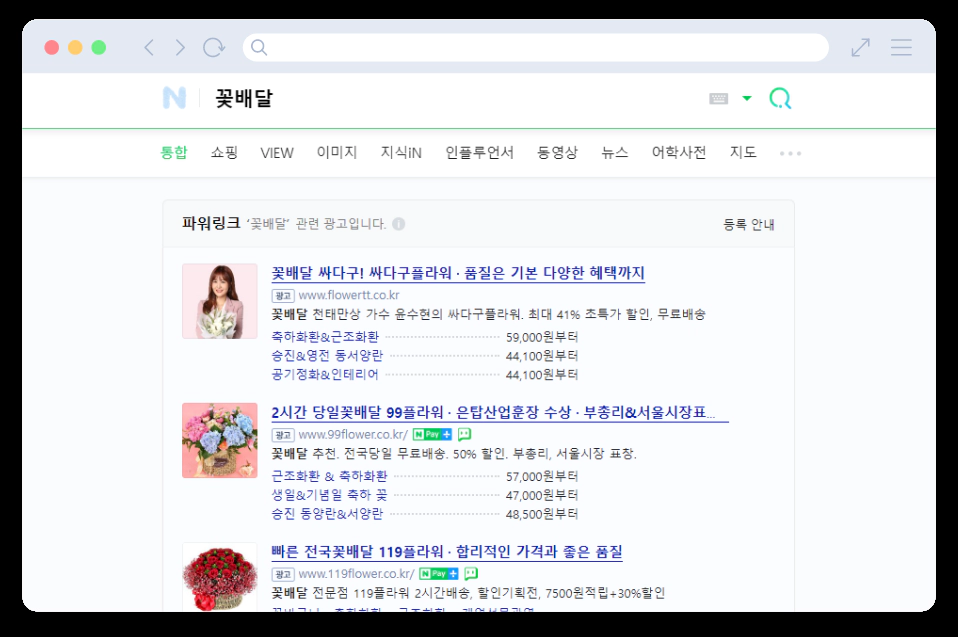 N 꽃배달
통합 쇼핑 VIEW 이미지 지식iN 인플루언서 동영상 뉴스 어학사전 지도
파워링크 '꽃배달' 관련 광고입니다. 등록 안내
꽃배달 싸다구! 싸다구플라워 · 품질은 기본 다양한 혜택까지
광고 www.flowertt.co.kr
꽃배달 천태만상 가수 윤수현의 싸다구플라워. 최대 41% 초특가 할인, 무료배송
축하화환&근조화환 59,000원부터
승진&영전 동서양란 44,100원부터
공기정화&인테리어 44,100원부터
2시간 당일꽃배달 99플라워 · 은탑산업훈장 수상 · 부총리&서울시장표...
광고 www.99flower.co.kr/ N Pay +
꽃배달 추천. 전국당일 무료배송. 50% 할인. 부총리, 서울시장 표창.
근조화환 & 축하화환 57,000원부터
생일&기념일 축하 꽃 47,000원부터
승진 동양란&서양란 48,500원부터
빠른 전국꽃배달 119플라워 · 합리적인 가격과 좋은 품질
광고 www.119flower.co.kr/ N Pay +
꽃배달 전문점 119플라워 2시간배송, 할인기획전, 7500원적립+30%할인